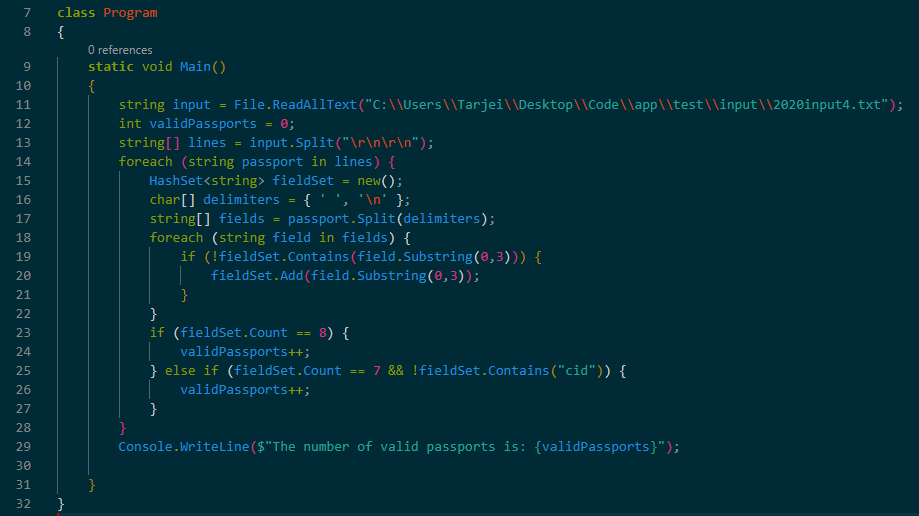 7 class Program
8 {
0 references
9 static void Main()
10 {
11 string input = File.ReadAllText("C:\\Users\\Tarjei\\Desktop\\Code\\app\\test\\input\\2020input4.txt");
12 int validPassports = 0;
13 string[] lines = input.Split("\r\n\r\n");
14 foreach (string passport in lines) {
15 HashSet<string> fieldSet = new();
16 char[] delimiters = { ' ', '\n' };
17 string[] fields = passport.Split(delimiters);
18 foreach (string field in fields) {
19 if (!fieldSet.Contains(field.Substring(0,3))) {
20 fieldSet.Add(field.Substring(0,3));
21 }
22 }
23 if (fieldSet.Count == 8) {
24 validPassports++;
25 } else if (fieldSet.Count == 7 && !fieldSet.Contains("cid")) {
26 validPassports++;
27 }
28 }
29 Console.WriteLine($"The number of valid passports is: {validPassports}");
30
31 }
32 }